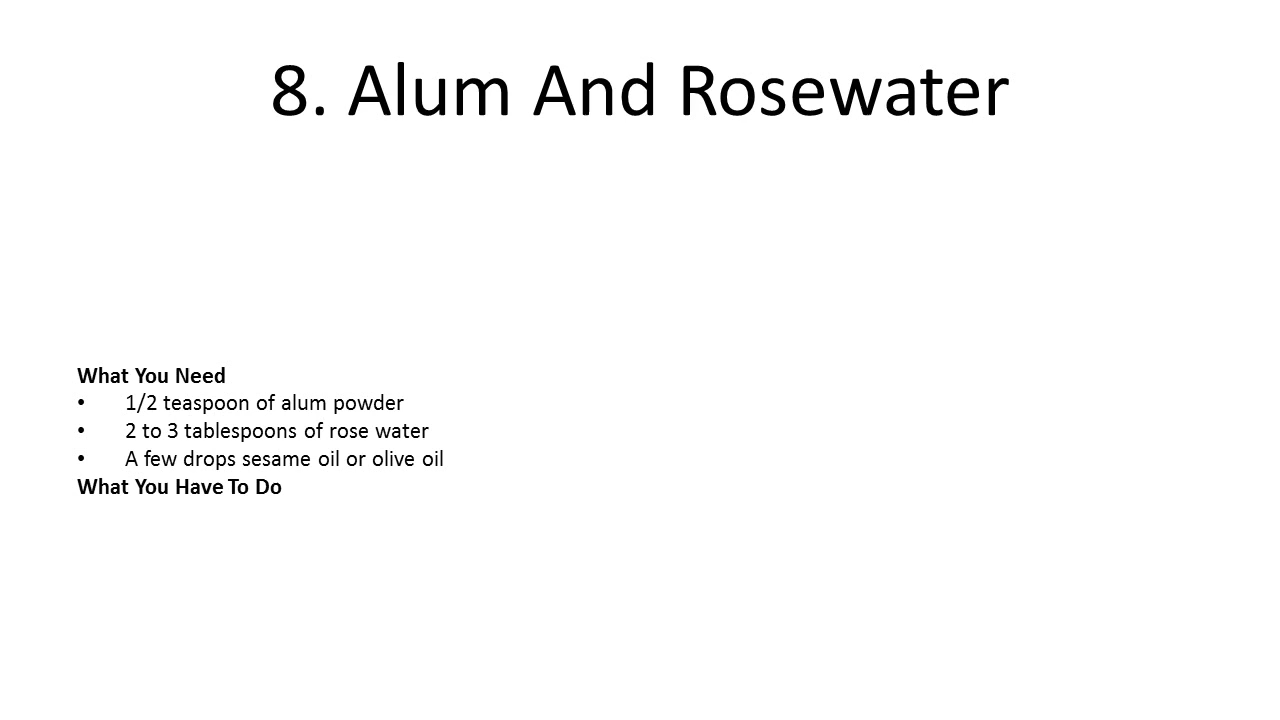 8. Alum And Rosewater
What You Need
• 1/2 teaspoon of alum powder
• 2 to 3 tablespoons of rose water
• A few drops sesame oil or olive oil
What You Have To Do